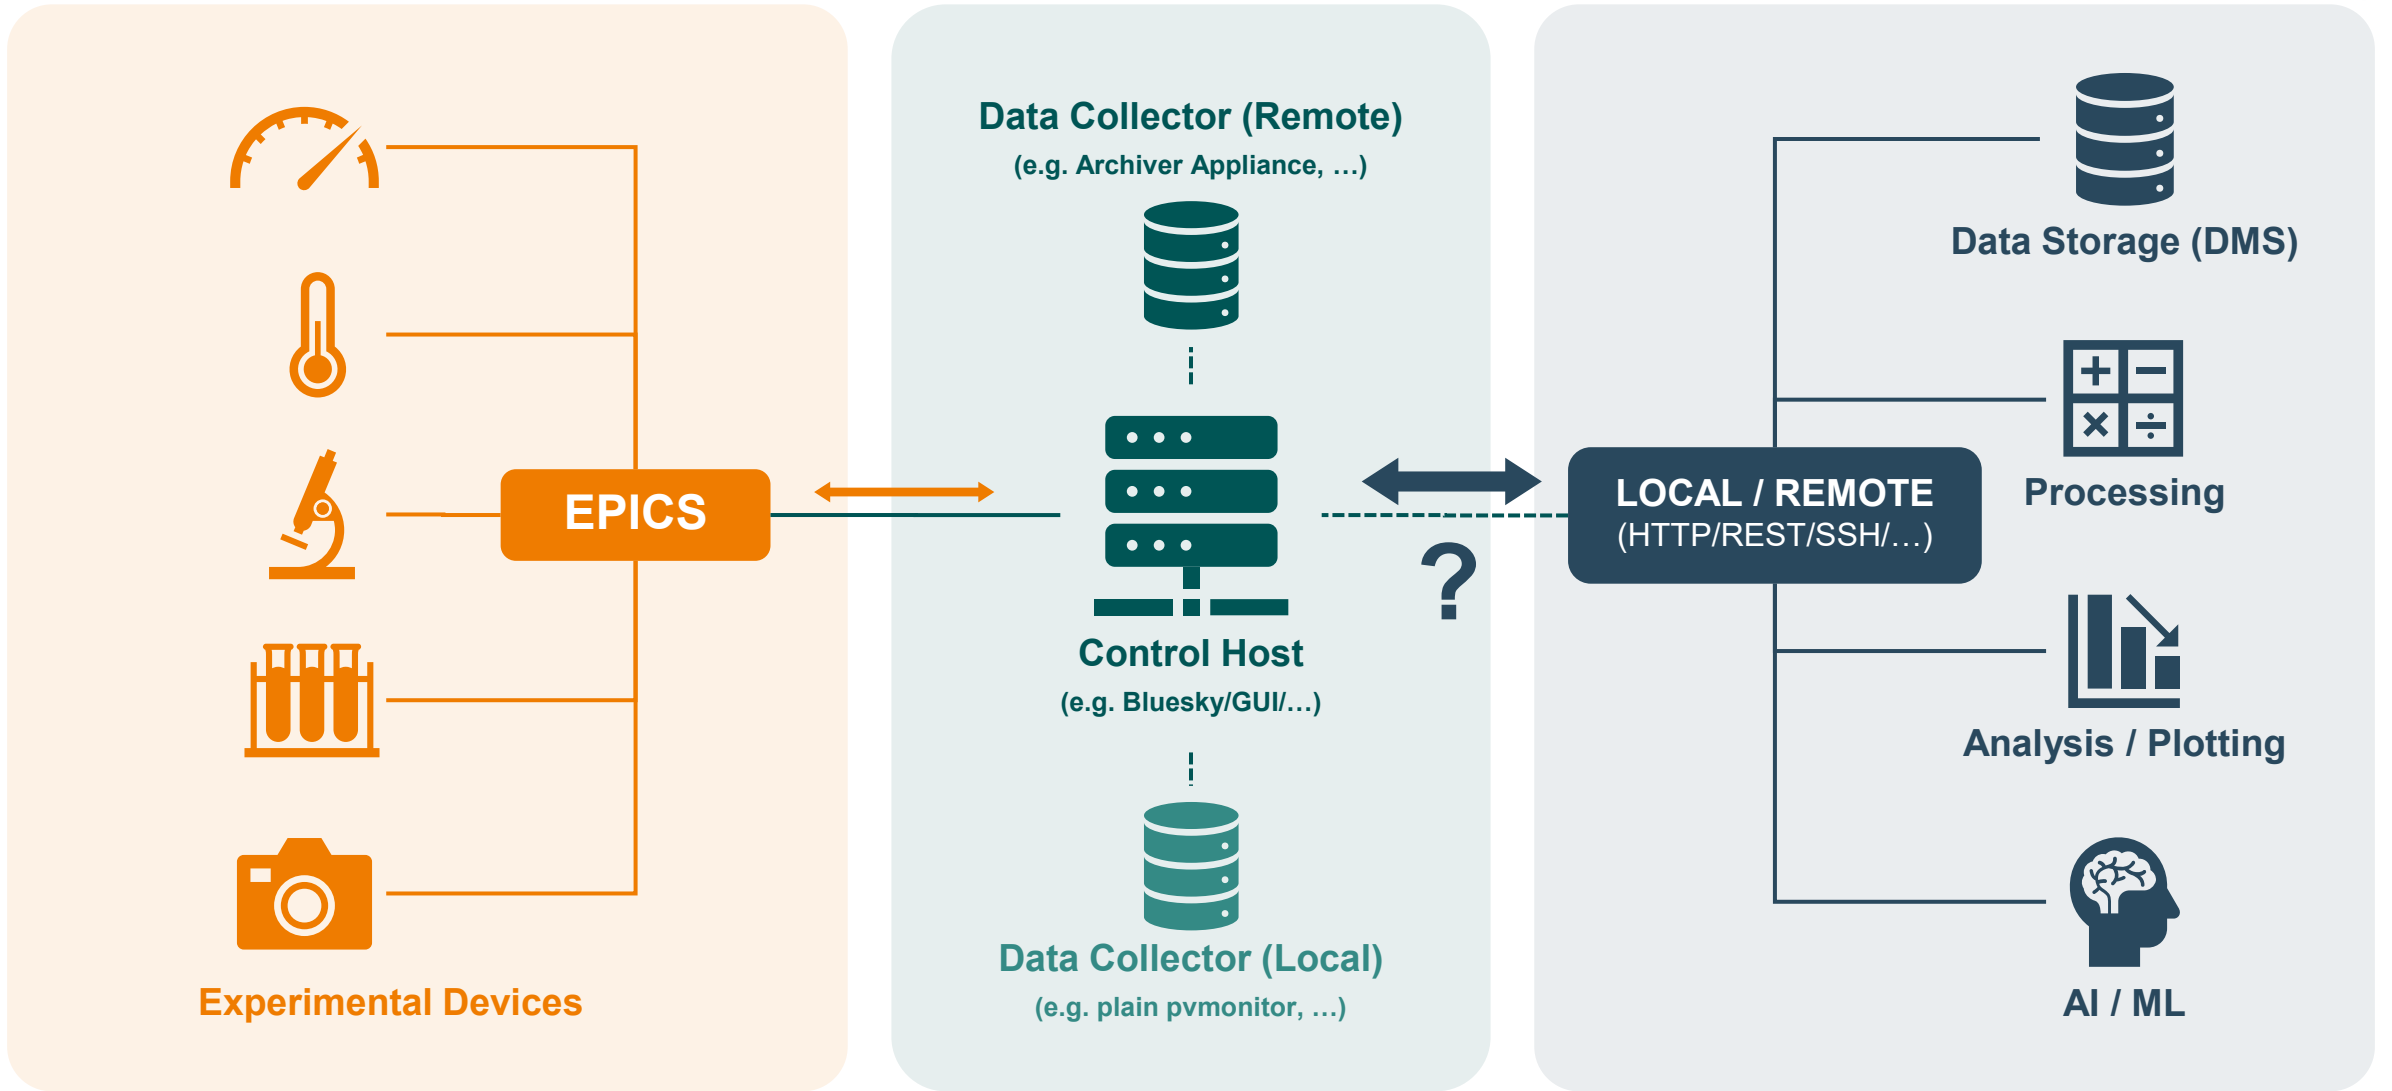 Experimental Devices
EPICS
Data Collector (Remote)
(e.g. Archiver Appliance, …)
Control Host
(e.g. Bluesky/GUI/…)
Data Collector (Local)
(e.g. plain pvmonitor, …)
?
LOCAL / REMOTE
(HTTP/REST/SSH/…)
Data Storage (DMS)
Processing
Analysis / Plotting
AI / ML